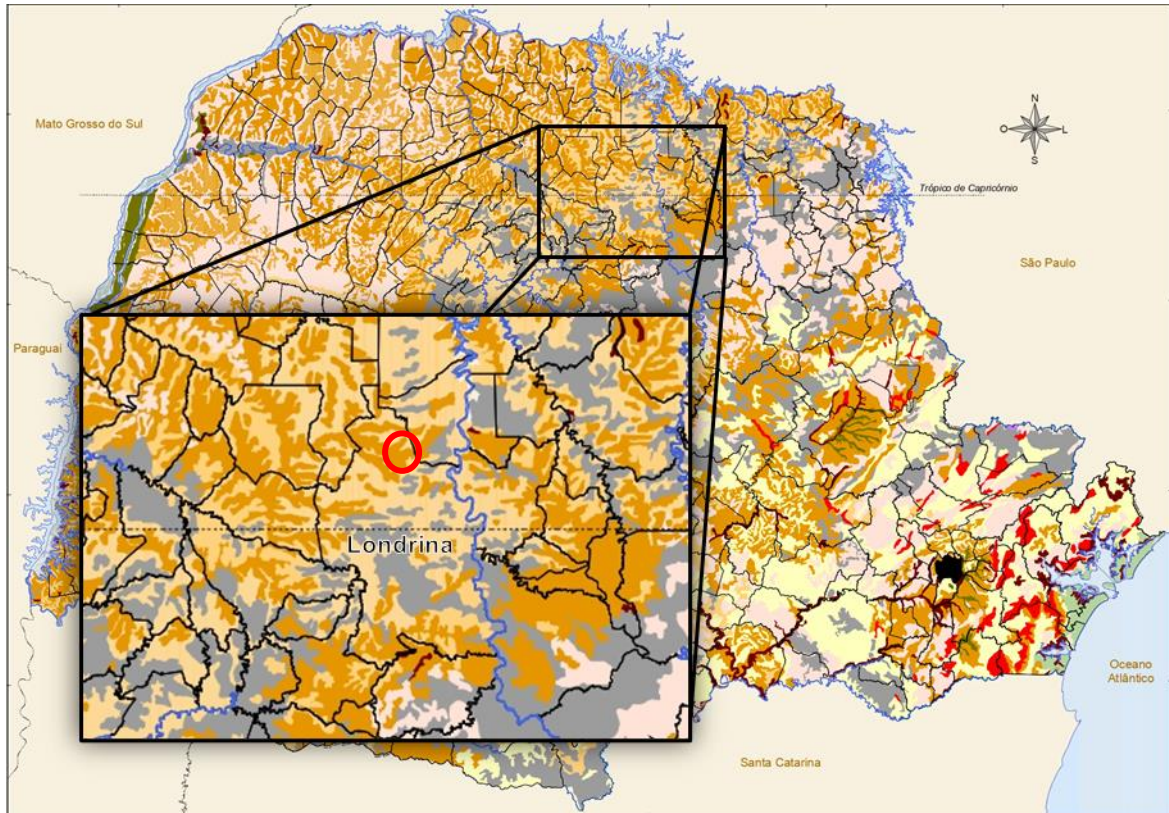 Mato Grosso do Sul
N
O
L
S
Trópico de Capricórnio
São Paulo
Paraguai
Londrina
Oceano
Atlântico
Santa Catarina